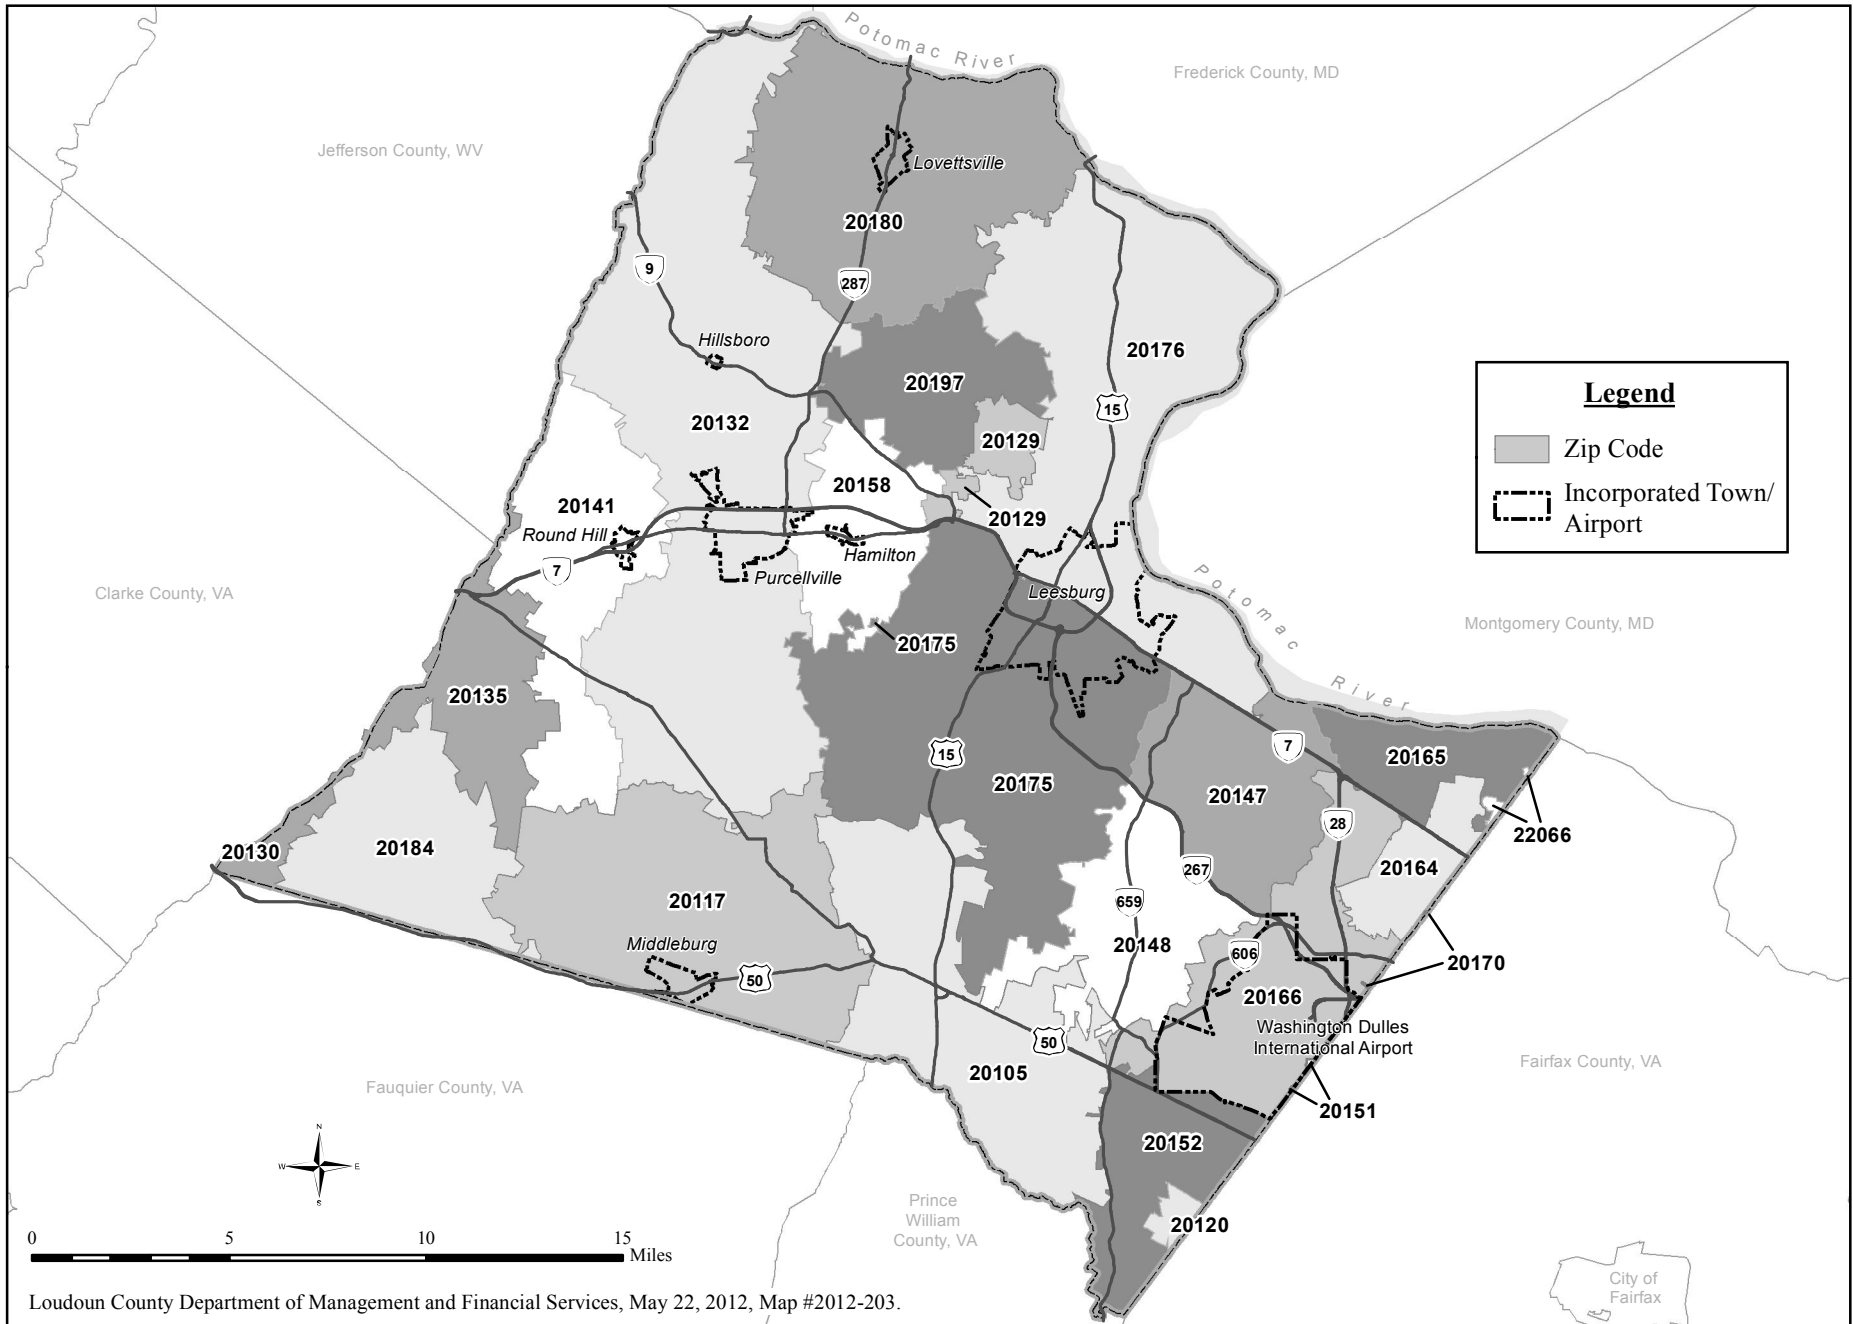 Potomac River
Frederick County, MD
Jefferson County, WV
Lovettsville
20180
9
287
Hillsboro
20176
20197
15
20132
20129
Legend
Zip Code
Incorporated Town/
Airport
20158
20141
20129
Round Hill
Hamilton
7
Purcellville
Leesburg
Clarke County, VA
Potomac River
Montgomery County, MD
20175
20135
15
7
20165
20175
20147
28
22066
20130
20184
20164
267
20117
659
Middleburg
20148
606
20170
50
20166
Washington Dulles
International Airport
50
20105
Fairfax County, VA
Fauquier County, VA
20151
20152
N
W
E
S
Prince
William
County, VA
20120
0
5
10
15
Miles
City of
Fairfax
Loudoun County Department of Management and Financial Services, May 22, 2012, Map #2012-203.